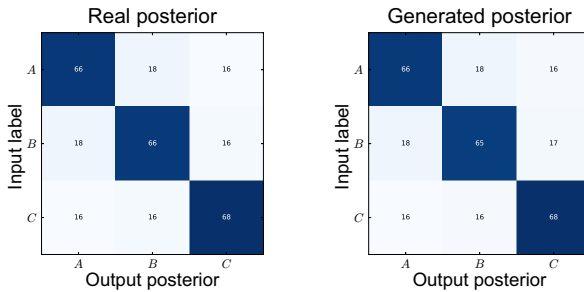 Real posterior
Input label
A 66 18 16
B 18 66 16
C 16 16 68
A B C
Output posterior
Generated posterior
Input label
A 66 18 16
B 18 65 17
C 16 16 68
A B C
Output posterior